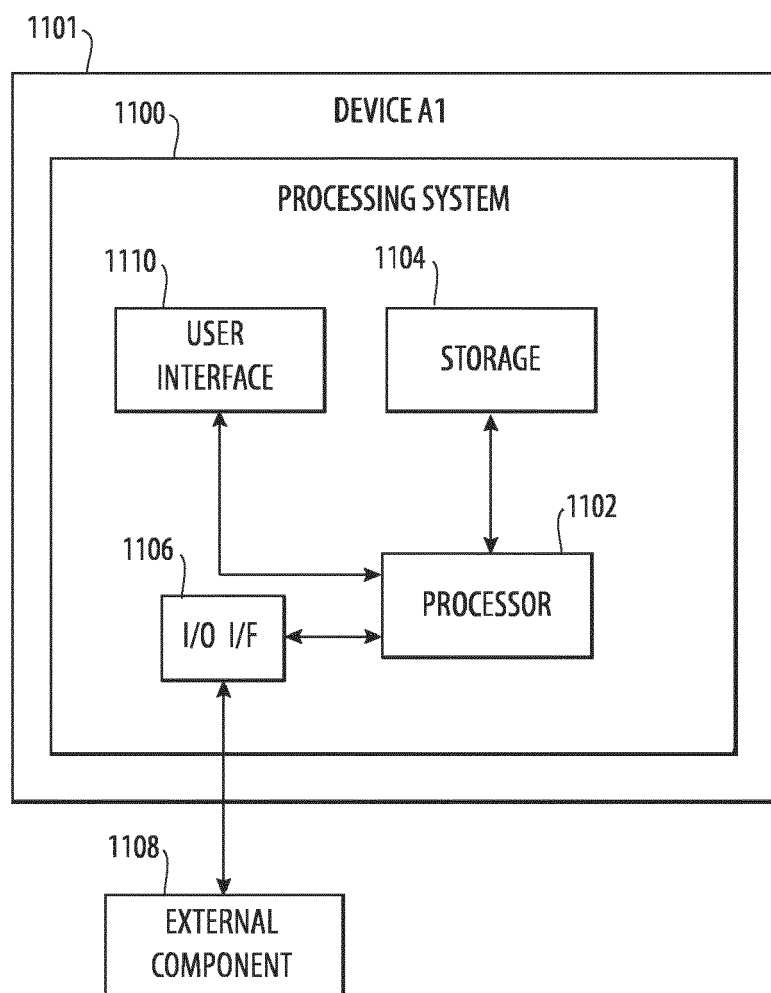 1101
DEVICE A1
1100
PROCESSING SYSTEM
1110
1104
USER
INTERFACE
STORAGE
1102
1106
PROCESSOR
I/O I/F
1108
EXTERNAL
COMPONENT